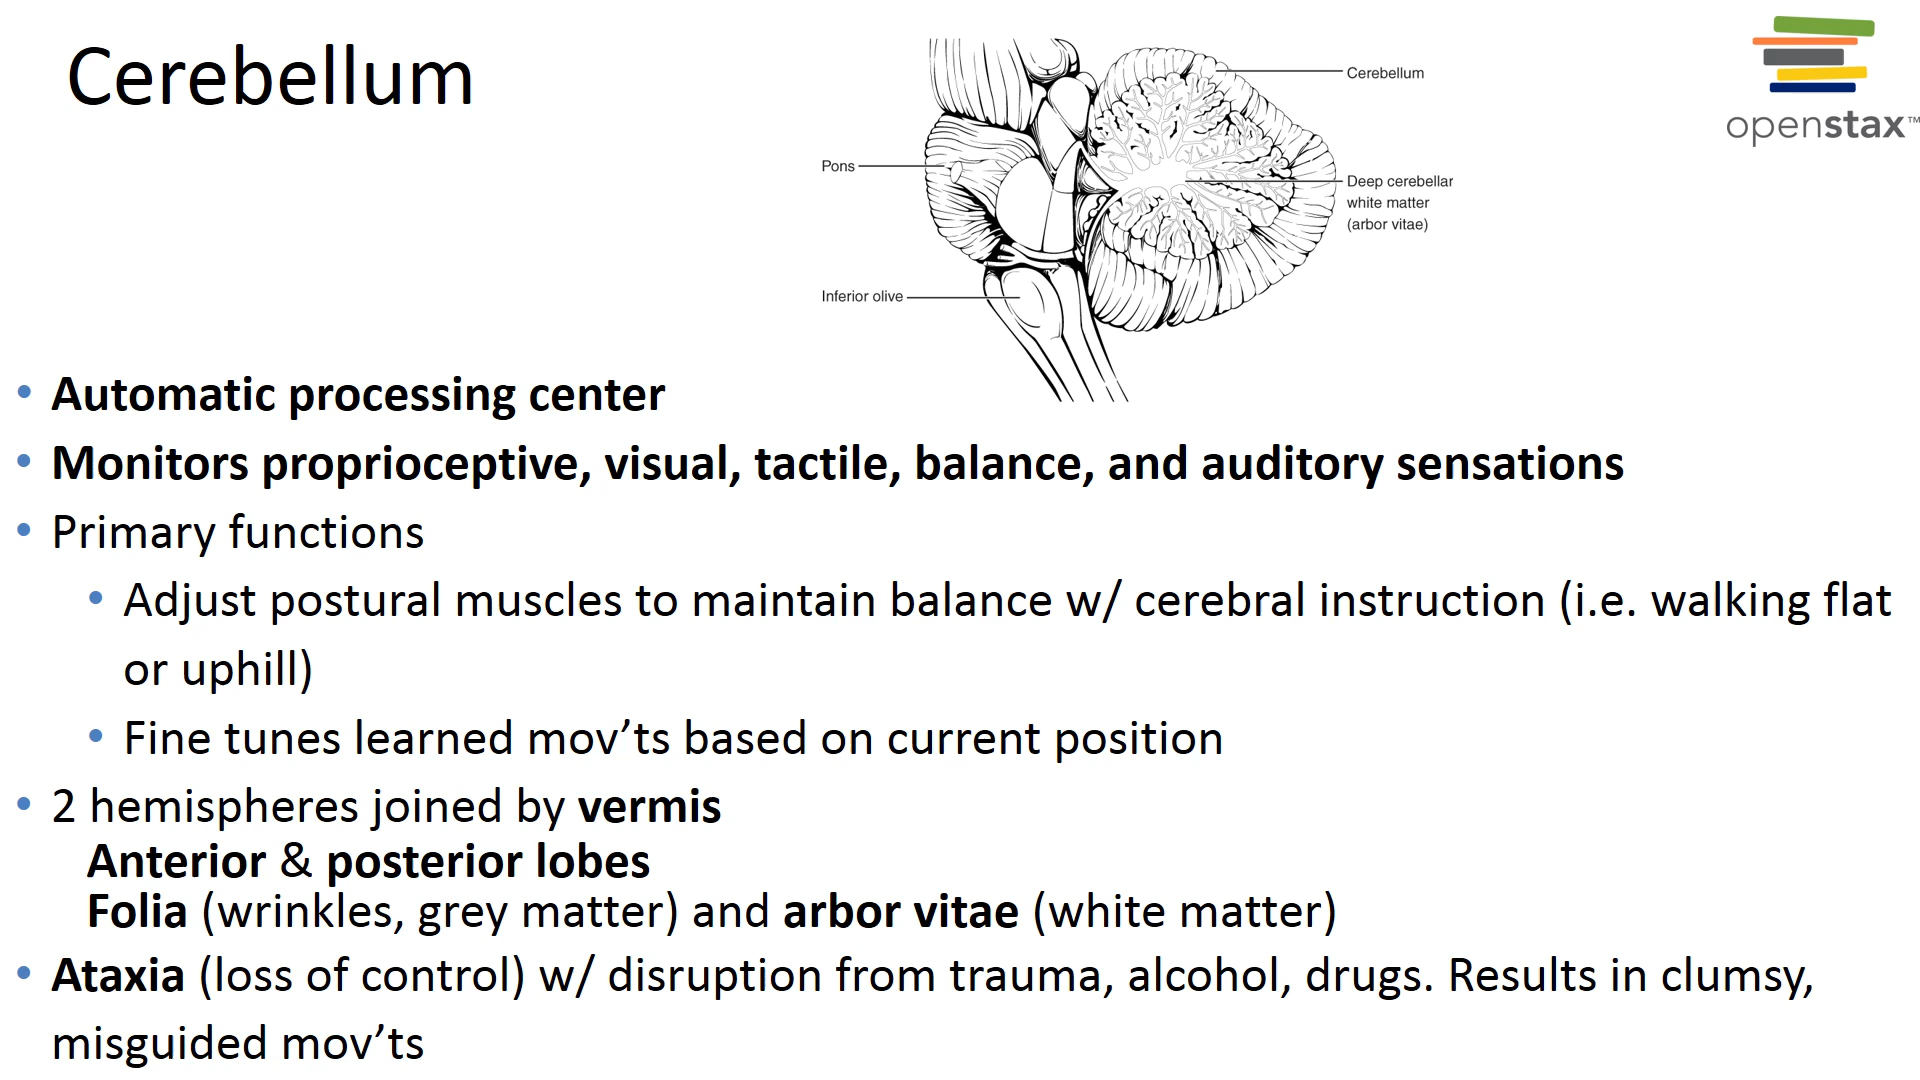 Cerebellum
Cerebellum
Pons
Deep cerebellar
white matter
(arbor vitae)
Inferior olive
openstax™
• Automatic processing center
• Monitors proprioceptive, visual, tactile, balance, and auditory sensations
• Primary functions
• Adjust postural muscles to maintain balance w/ cerebral instruction (i.e. walking flat
or uphill)
• Fine tunes learned mov’ts based on current position
• 2 hemispheres joined by vermis
Anterior & posterior lobes
Folia (wrinkles, grey matter) and arbor vitae (white matter)
• Ataxia (loss of control) w/ disruption from trauma, alcohol, drugs. Results in clumsy,
misguided mov’ts